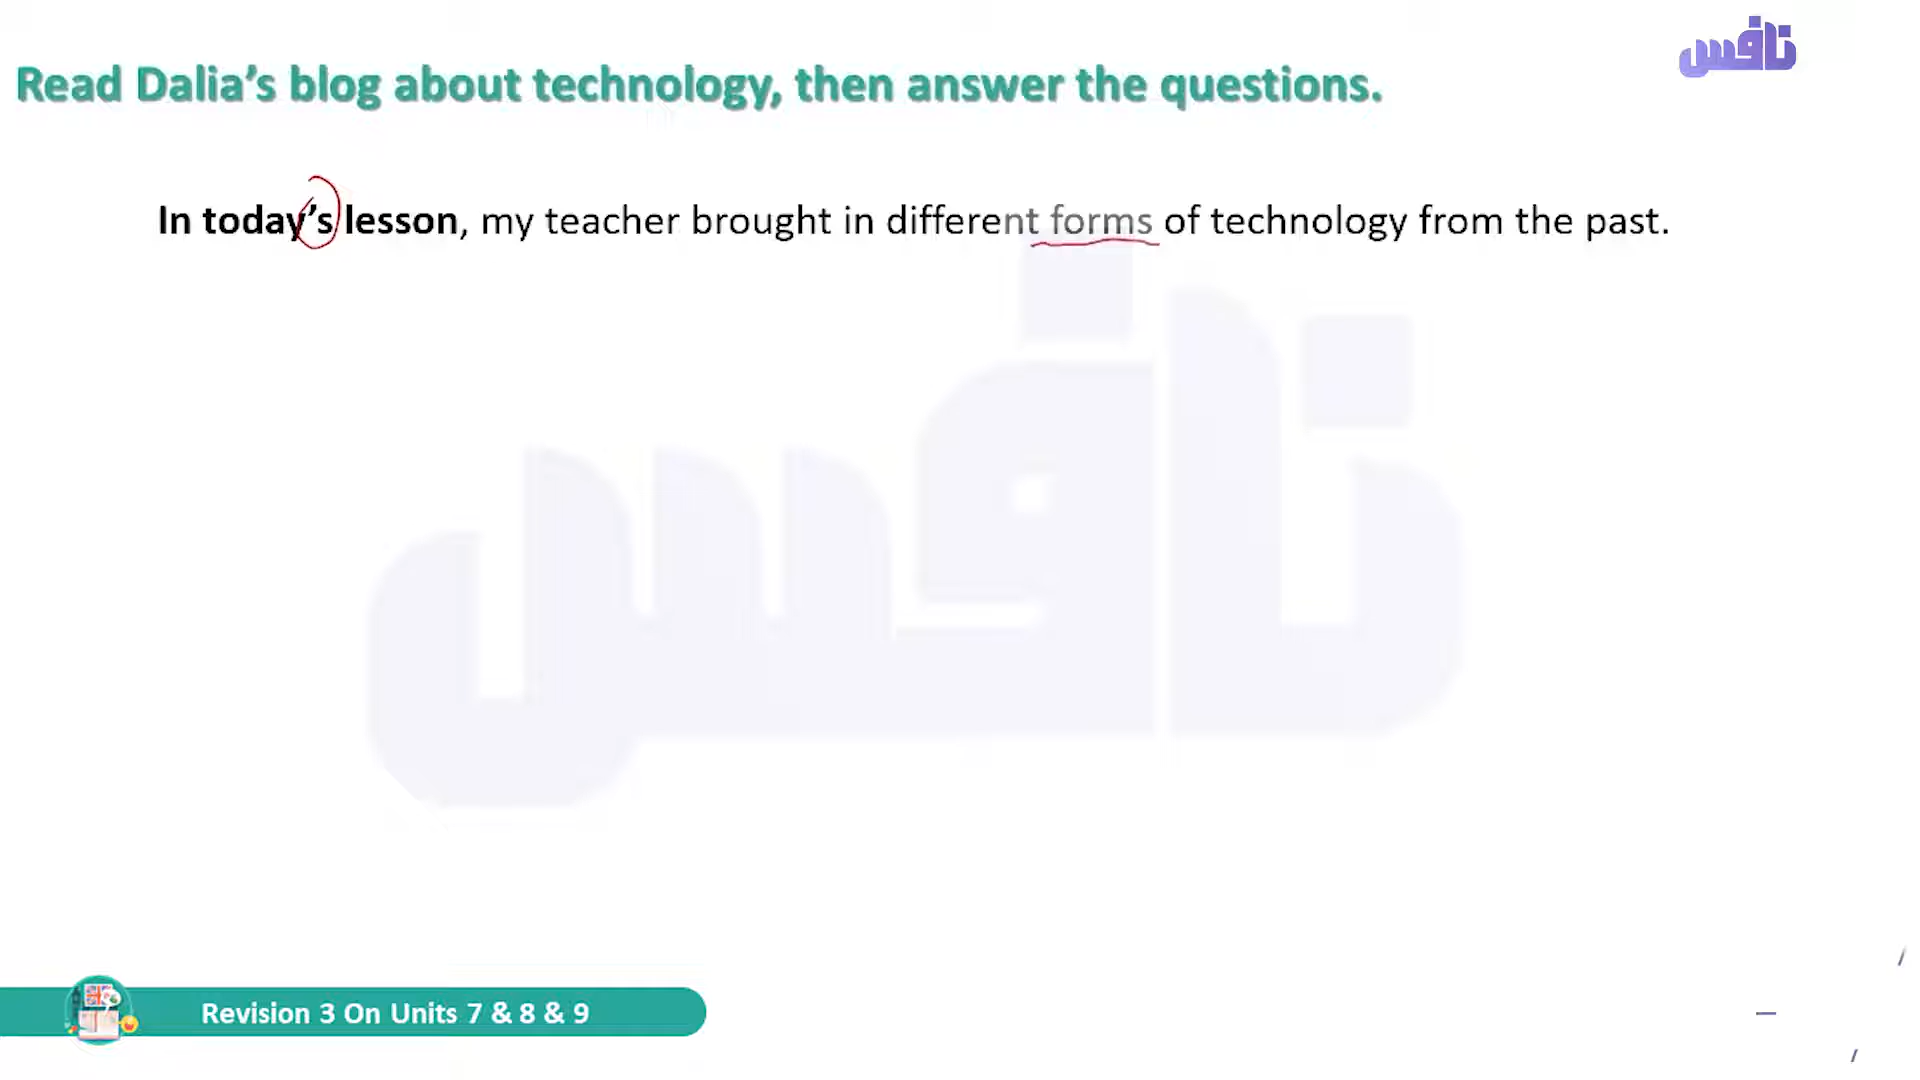 نافس
Read Dalia’s blog about technology, then answer the questions.
In today’s lesson, my teacher brought in different forms of technology from the past.
نافس
Revision 3 On Units 7 & 8 & 9